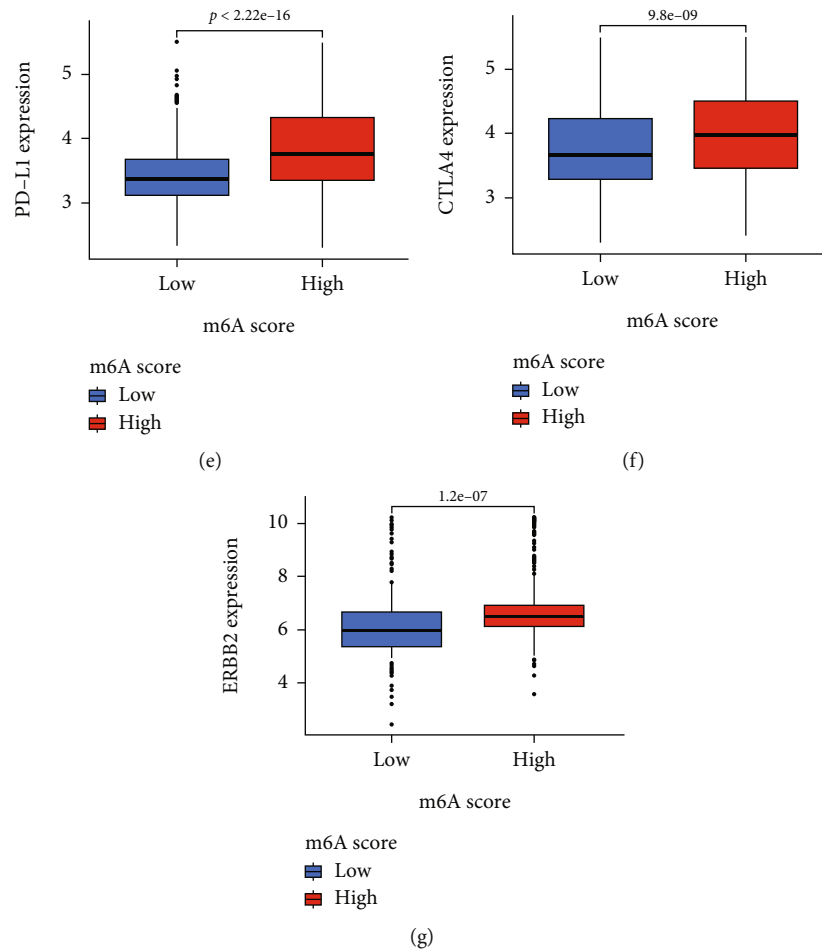 p < 2.22e–16
5
4
3
PD–L1 expression
Low
High
m6A score
m6A score
Low
High
(e)
9.8e–09
5
4
3
CTLA4 expression
Low
High
m6A score
m6A score
Low
High
(f)
1.2e–07
10
8
6
4
ERBB2 expression
Low
High
m6A score
m6A score
Low
High
(g)